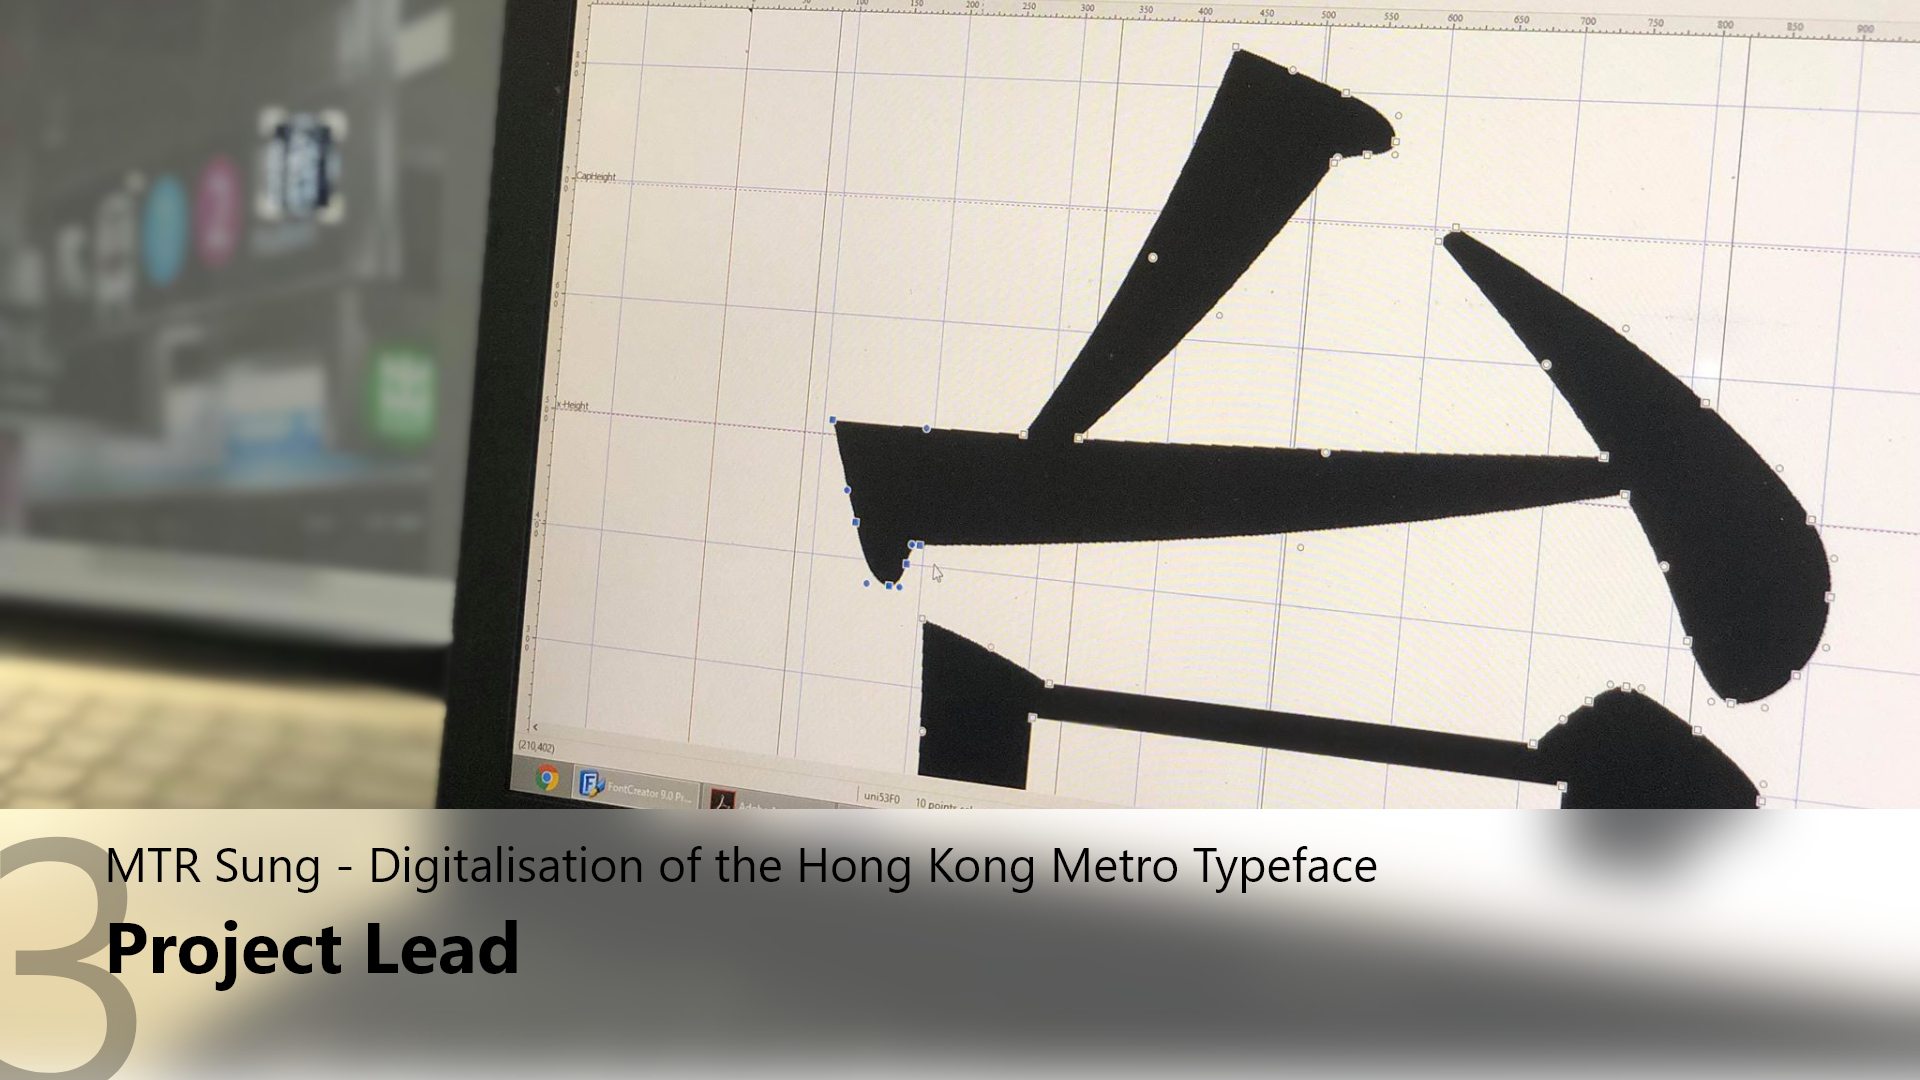 50 100 150 200 250 300 350 400 450 500 550 600 650 700 750 800 850 900
CapHeight
x-Height
(210,402)
FontCreator 9.0 Pr...
uni53F0
10 points
3
MTR Sung - Digitalisation of the Hong Kong Metro Typeface
Project Lead